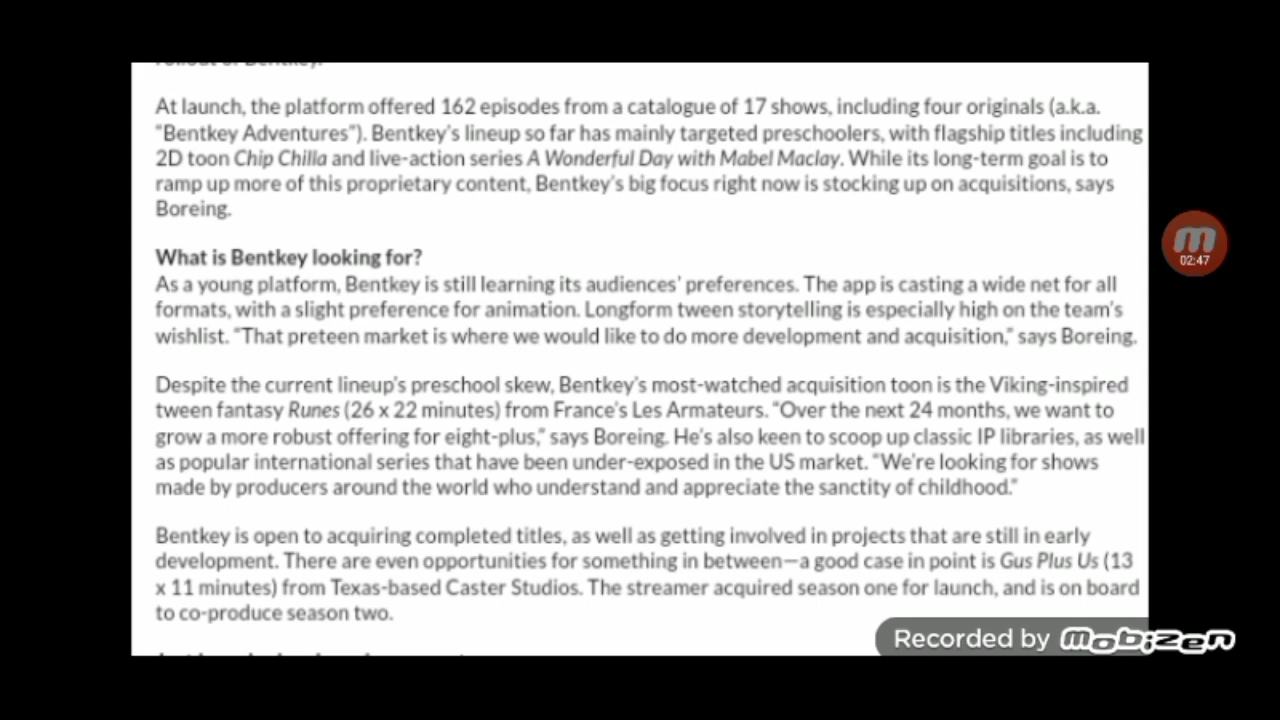 rollout of Bentkey.
At launch, the platform offered 162 episodes from a catalogue of 17 shows, including four originals (a.k.a.
"Bentkey Adventures"). Bentkey's lineup so far has mainly targeted preschoolers, with flagship titles including
2D toon Chip Chilla and live-action series A Wonderful Day with Mabel Maclay. While its long-term goal is to
ramp up more of this proprietary content, Bentkey's big focus right now is stocking up on acquisitions, says
Boreing.
What is Bentkey looking for?
As a young platform, Bentkey is still learning its audiences' preferences. The app is casting a wide net for all
formats, with a slight preference for animation. Longform tween storytelling is especially high on the team's
wishlist. "That preteen market is where we would like to do more development and acquisition," says Boreing.
Despite the current lineup's preschool skew, Bentkey's most-watched acquisition toon is the Viking-inspired
tween fantasy Runes (26 x 22 minutes) from France's Les Armateurs. "Over the next 24 months, we want to
grow a more robust offering for eight-plus," says Boreing. He's also keen to scoop up classic IP libraries, as well
as popular international series that have been under-exposed in the US market. "We're looking for shows
made by producers around the world who understand and appreciate the sanctity of childhood."
Bentkey is open to acquiring completed titles, as well as getting involved in projects that are still in early
development. There are even opportunities for something in between—a good case in point is Gus Plus Us (13
x 11 minutes) from Texas-based Caster Studios. The streamer acquired season one for launch, and is on board
to co-produce season two.
02:47
Recorded by mobizen